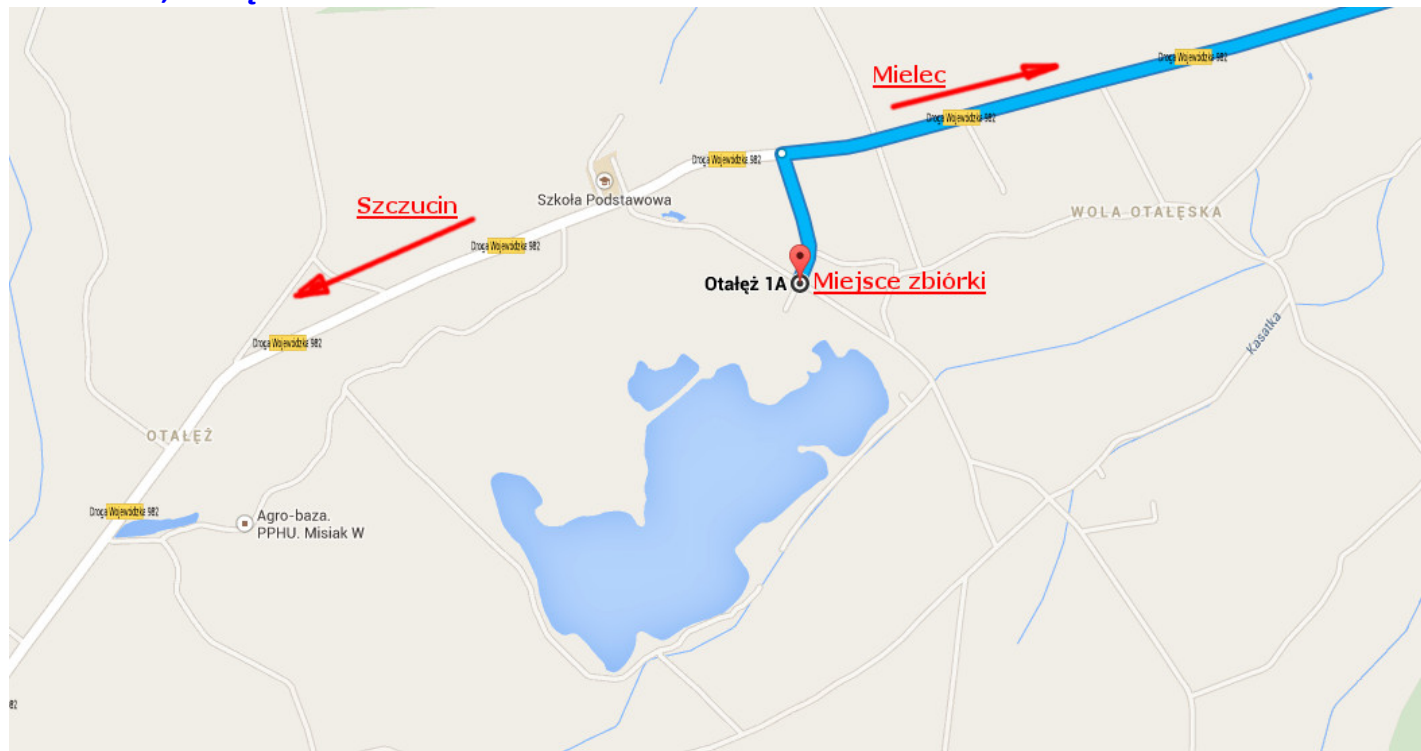 Mielec
Droga Wojewódzka 982
Droga Wojewódzka 982
Droga Wojewódzka 982
Szkoła Podstawowa
Szczucin
WOLA OTAŁĘSKA
Droga Wojewódzka 982
Otałęż 1A
Miejsce zbiórki
Kasatka
Droga Wojewódzka 982
OTAŁĘŻ
Droga Wojewódzka 982
Agro-baza.
PPHU. Misiak W
982